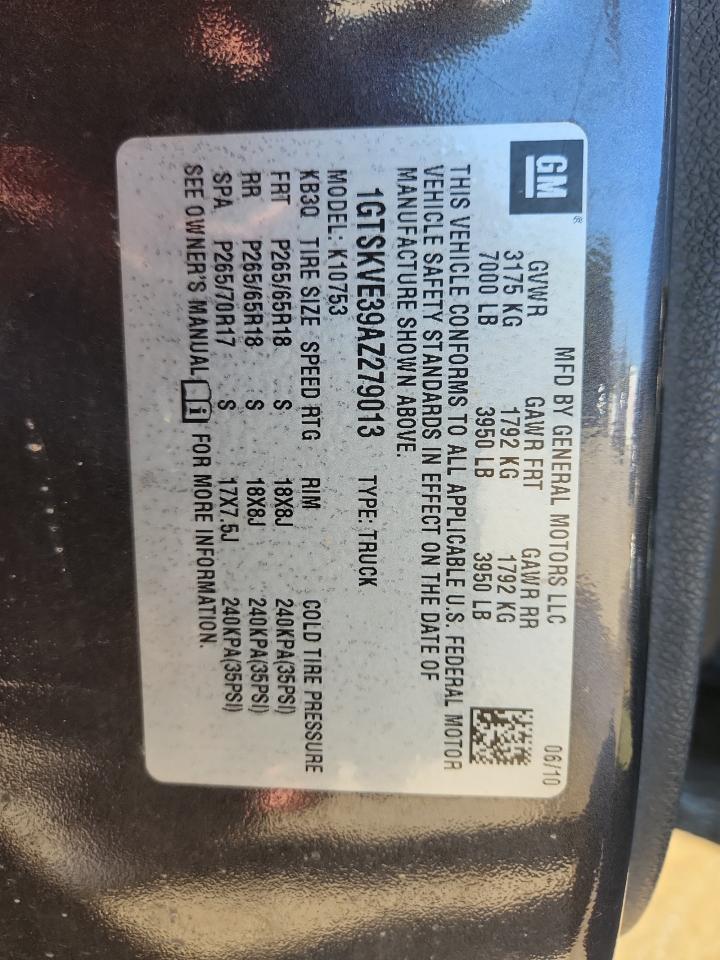 GM®
MFD BY GENERAL MOTORS LLC 06/10
GVWR GAWR FRT GAWR RR
3175 KG 1792 KG 1792 KG
7000 LB 3950 LB 3950 LB
THIS VEHICLE CONFORMS TO ALL APPLICABLE U.S. FEDERAL MOTOR
VEHICLE SAFETY STANDARDS IN EFFECT ON THE DATE OF
MANUFACTURE SHOWN ABOVE.
1GTSKVE39AZ279013 TYPE: TRUCK
MODEL: K10753
KB3Q TIRE SIZE SPEED RTG RIM COLD TIRE PRESSURE
FRT P265/65R18 S 18X8J 240KPA(35PSI)
RR P265/65R18 S 18X8J 240KPA(35PSI)
SPA P265/70R17 S 17X7.5J 240KPA(35PSI)
SEE OWNER'S MANUAL i FOR MORE INFORMATION.